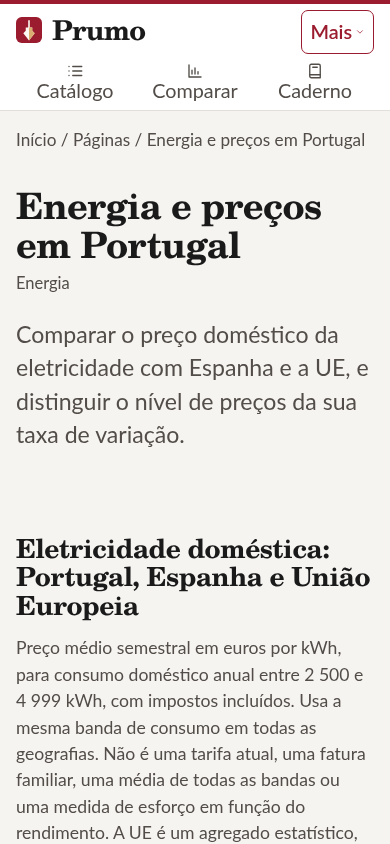 Prumo
Mais
Catálogo
Comparar
Caderno
Início / Páginas / Energia e preços em Portugal
Energia e preços
em Portugal
Energia
Comparar o preço doméstico da
eletricidade com Espanha e a UE, e
distinguir o nível de preços da sua
taxa de variação.
Eletricidade doméstica:
Portugal, Espanha e União
Europeia
Preço médio semestral em euros por kWh,
para consumo doméstico anual entre 2 500 e
4 999 kWh, com impostos incluídos. Usa a
mesma banda de consumo em todas as
geografias. Não é uma tarifa atual, uma fatura
familiar, uma média de todas as bandas ou
uma medida de esforço em função do
rendimento. A UE é um agregado estatístico,